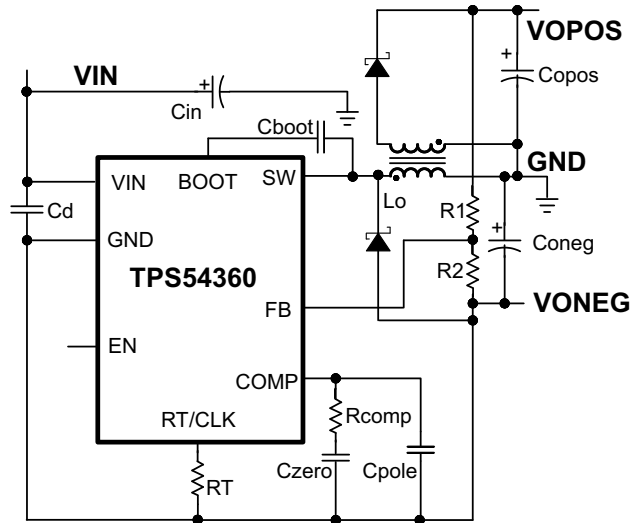 VOPOS
VIN
Copos
Cin
Cboot
GND
VIN
BOOT
SW
Cd
Lo
R1
GND
Coneg
TPS54360
R2
FB
VONEG
EN
COMP
RT/CLK
Rcomp
Czero
Cpole
RT